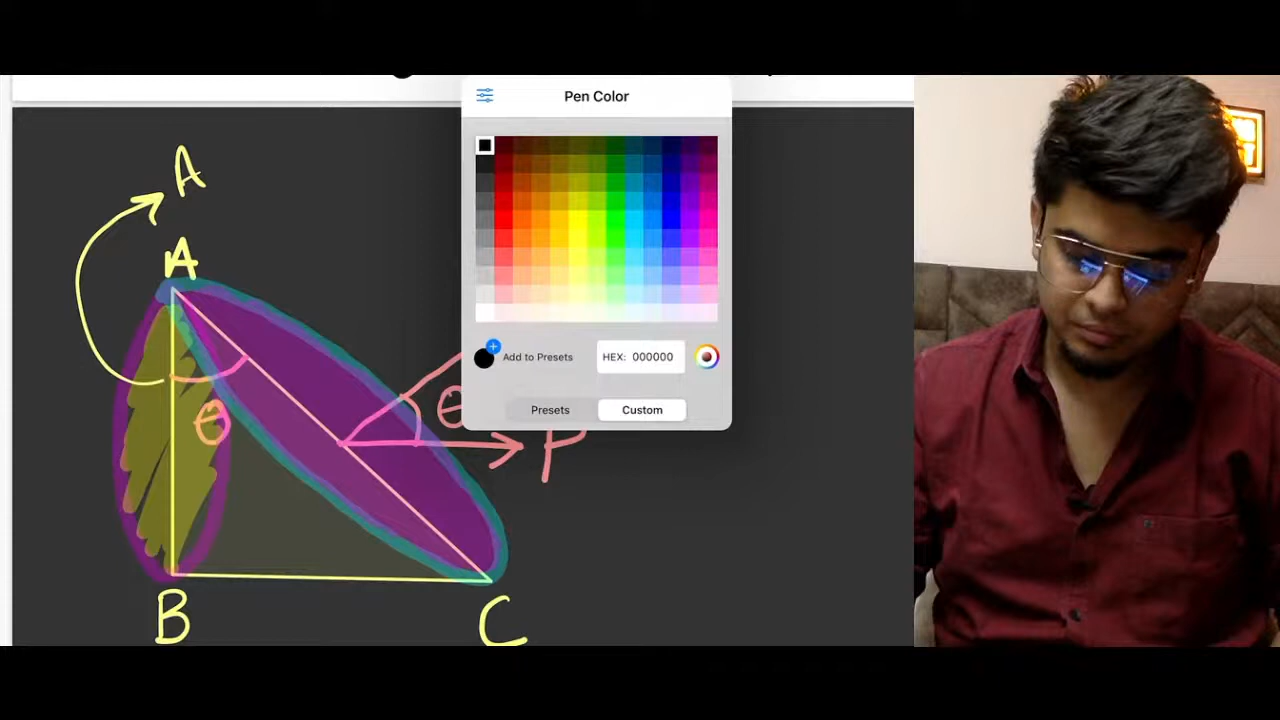 Pen Color
A
A
Add to Presets
HEX: 000000
θ
θ
Presets
Custom
P
B
C